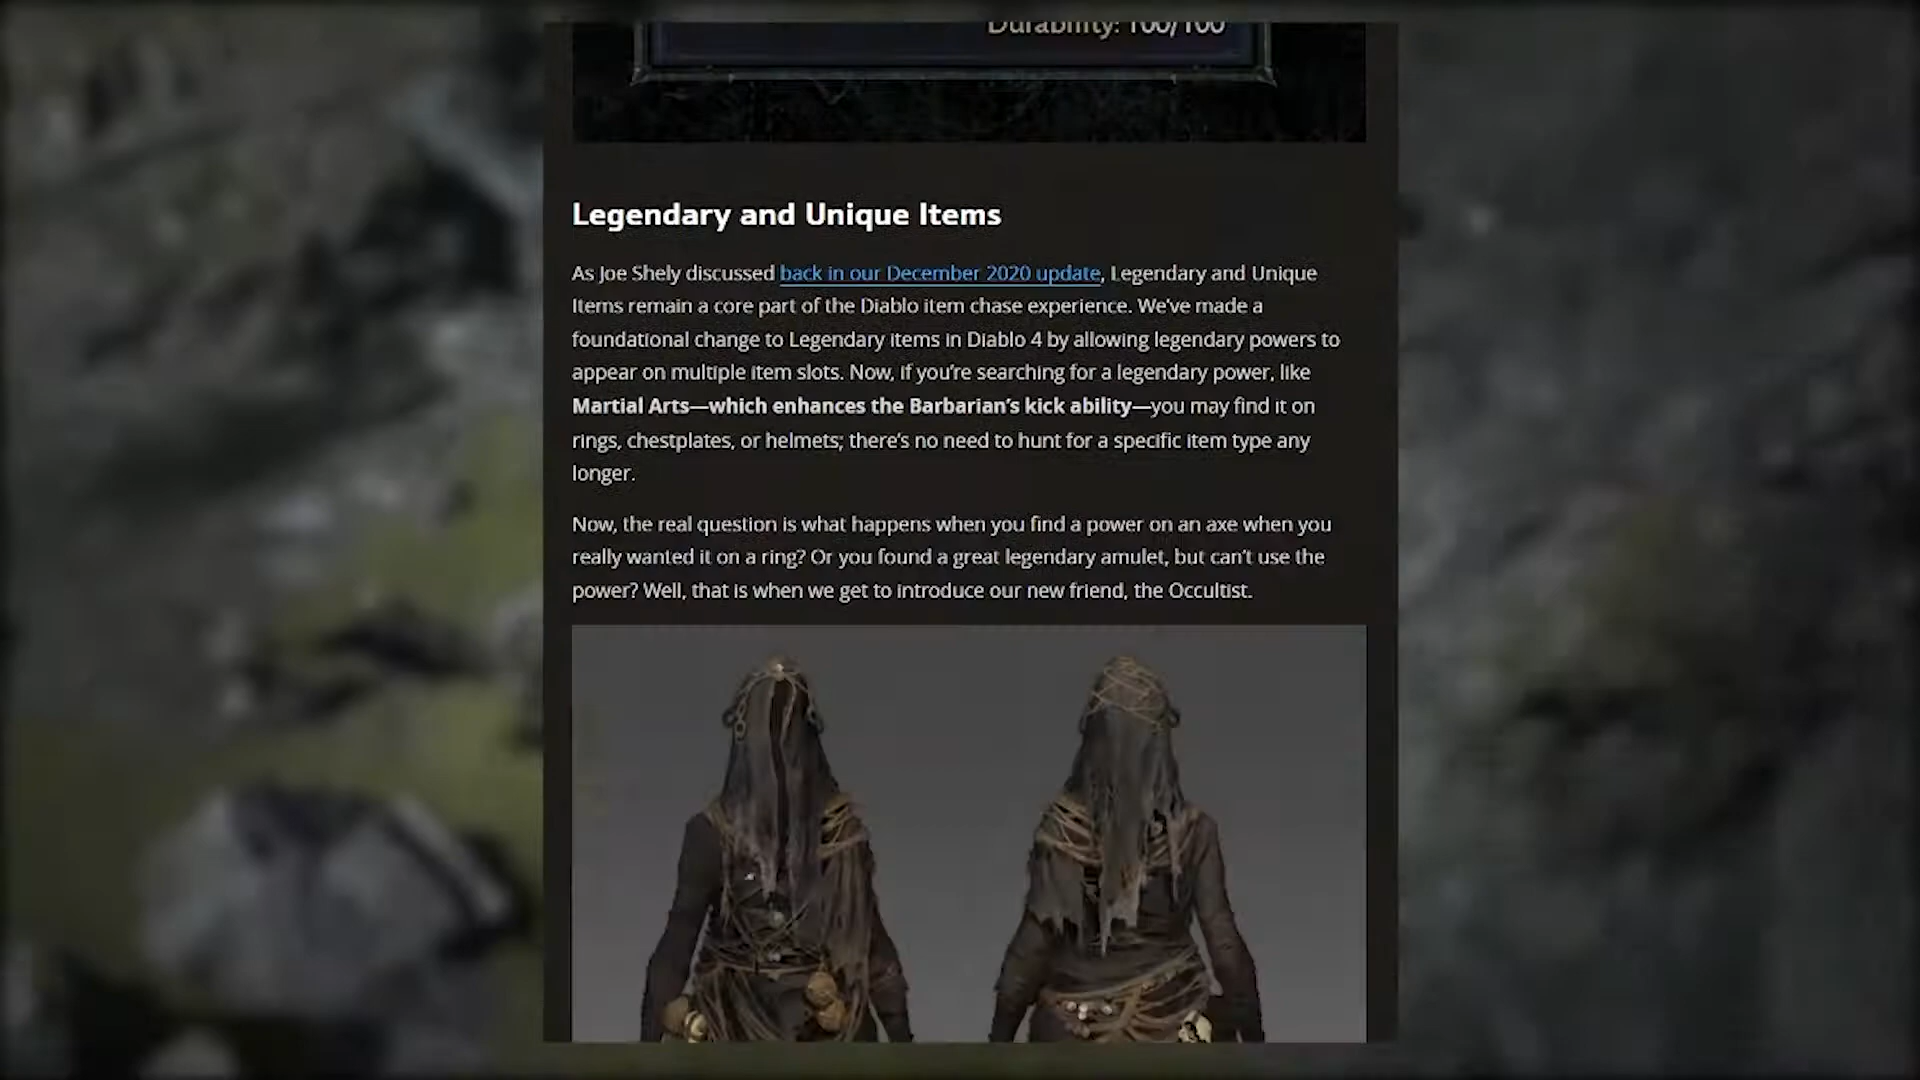 Durability: 100/100
Legendary and Unique Items
As Joe Shely discussed back in our December 2020 update, Legendary and Unique
Items remain a core part of the Diablo item chase experience. We've made a
foundational change to Legendary items in Diablo 4 by allowing legendary powers to
appear on multiple item slots. Now, if you're searching for a legendary power, like
Martial Arts—which enhances the Barbarian's kick ability—you may find it on
rings, chestplates, or helmets; there's no need to hunt for a specific item type any
longer.
Now, the real question is what happens when you find a power on an axe when you
really wanted it on a ring? Or you found a great legendary amulet, but can't use the
power? Well, that is when we get to introduce our new friend, the Occultist.